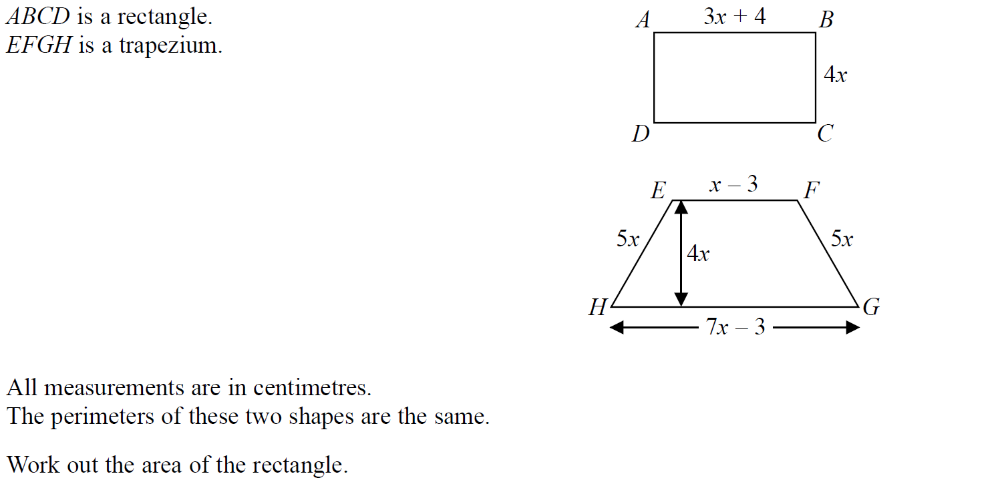 ABCD is a rectangle.
EFGH is a trapezium.
A 3x + 4 B
4x
D C
E x – 3 F
5x 5x
4x
H G
7x – 3
All measurements are in centimetres.
The perimeters of these two shapes are the same.
Work out the area of the rectangle.